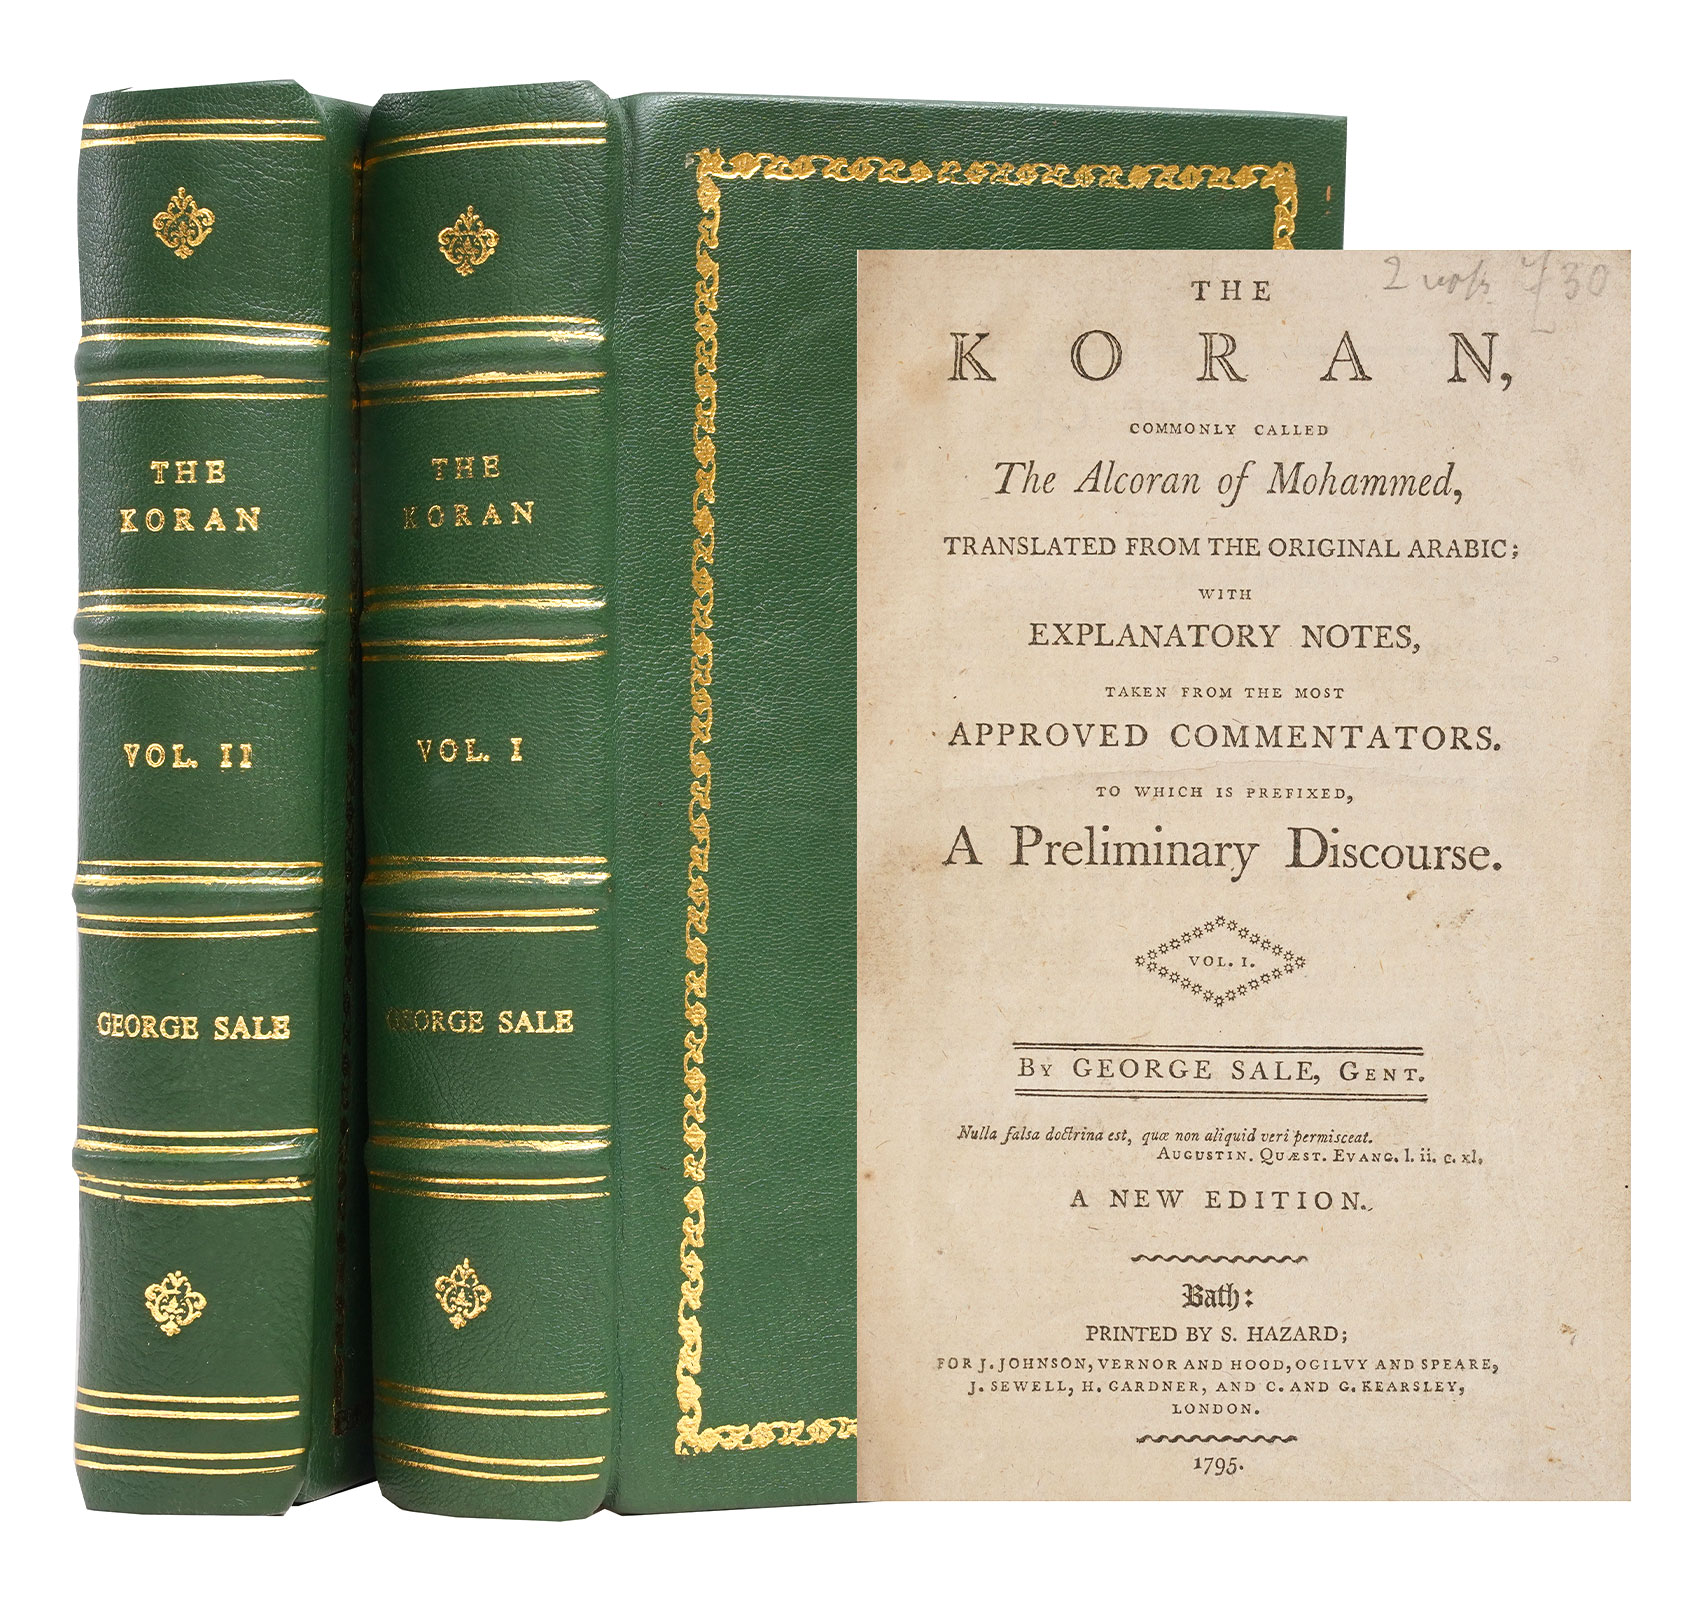 THE
KORAN
VOL. II
GEORGE SALE
THE
KORAN
VOL. I
GEORGE SALE
2 vols £30
THE
KORAN,
COMMONLY CALLED
The Alcoran of Mohammed,
TRANSLATED FROM THE ORIGINAL ARABIC;
WITH
EXPLANATORY NOTES,
TAKEN FROM THE MOST
APPROVED COMMENTATORS.
TO WHICH IS PREFIXED,
A Preliminary Discourse.
VOL. I.
By GEORGE SALE, Gent.
Nulla falsa doctrina est, quæ non aliquid veri permisceat.
AUGUSTIN. QUÆST. EVANG. l. ii. c. xl,
A NEW EDITION.
Bath:
PRINTED BY S. HAZARD;
FOR J. JOHNSON, VERNOR AND HOOD, OGILVY AND SPEARE,
J. SEWELL, H. GARDNER, AND C. AND G. KEARSLEY,
LONDON.
1795.